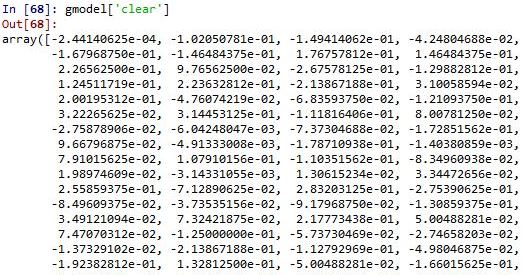 In [68]: gmodel['clear']
Out[68]:
array([-2.44140625e-04, -1.02050781e-01, -1.49414062e-01, -4.24804688e-02,
-1.67968750e-01, -1.46484375e-01, 1.76757812e-01, 1.46484375e-01,
2.26562500e-01, 9.76562500e-02, -2.67578125e-01, -1.29882812e-01,
1.24511719e-01, 2.23632812e-01, -2.13867188e-01, 3.10058594e-02,
2.00195312e-01, -4.76074219e-02, -6.83593750e-02, -1.21093750e-01,
3.22265625e-02, 3.14453125e-01, -1.11816406e-01, 8.00781250e-02,
-2.75878906e-02, -6.04248047e-03, -7.37304688e-02, -1.72851562e-01,
9.66796875e-02, -4.91333008e-03, -1.78710938e-01, -1.40380859e-03,
7.91015625e-02, 1.07910156e-01, -1.10351562e-01, -8.34960938e-02,
1.98974609e-02, -3.14331055e-03, 1.30615234e-02, 3.34472656e-02,
2.55859375e-01, -7.12890625e-02, 2.83203125e-01, -2.75390625e-01,
-8.49609375e-02, -3.73535156e-02, -9.17968750e-02, -1.30859375e-01,
3.49121094e-02, 7.32421875e-02, 2.17773438e-01, 5.00488281e-02,
7.47070312e-02, -1.25000000e-01, -5.73730469e-02, -2.74658203e-02,
-1.37329102e-02, -2.13867188e-01, -1.12792969e-01, -4.98046875e-02,
-1.92382812e-01, 1.32812500e-01, -5.00488281e-02, -1.66015625e-01,